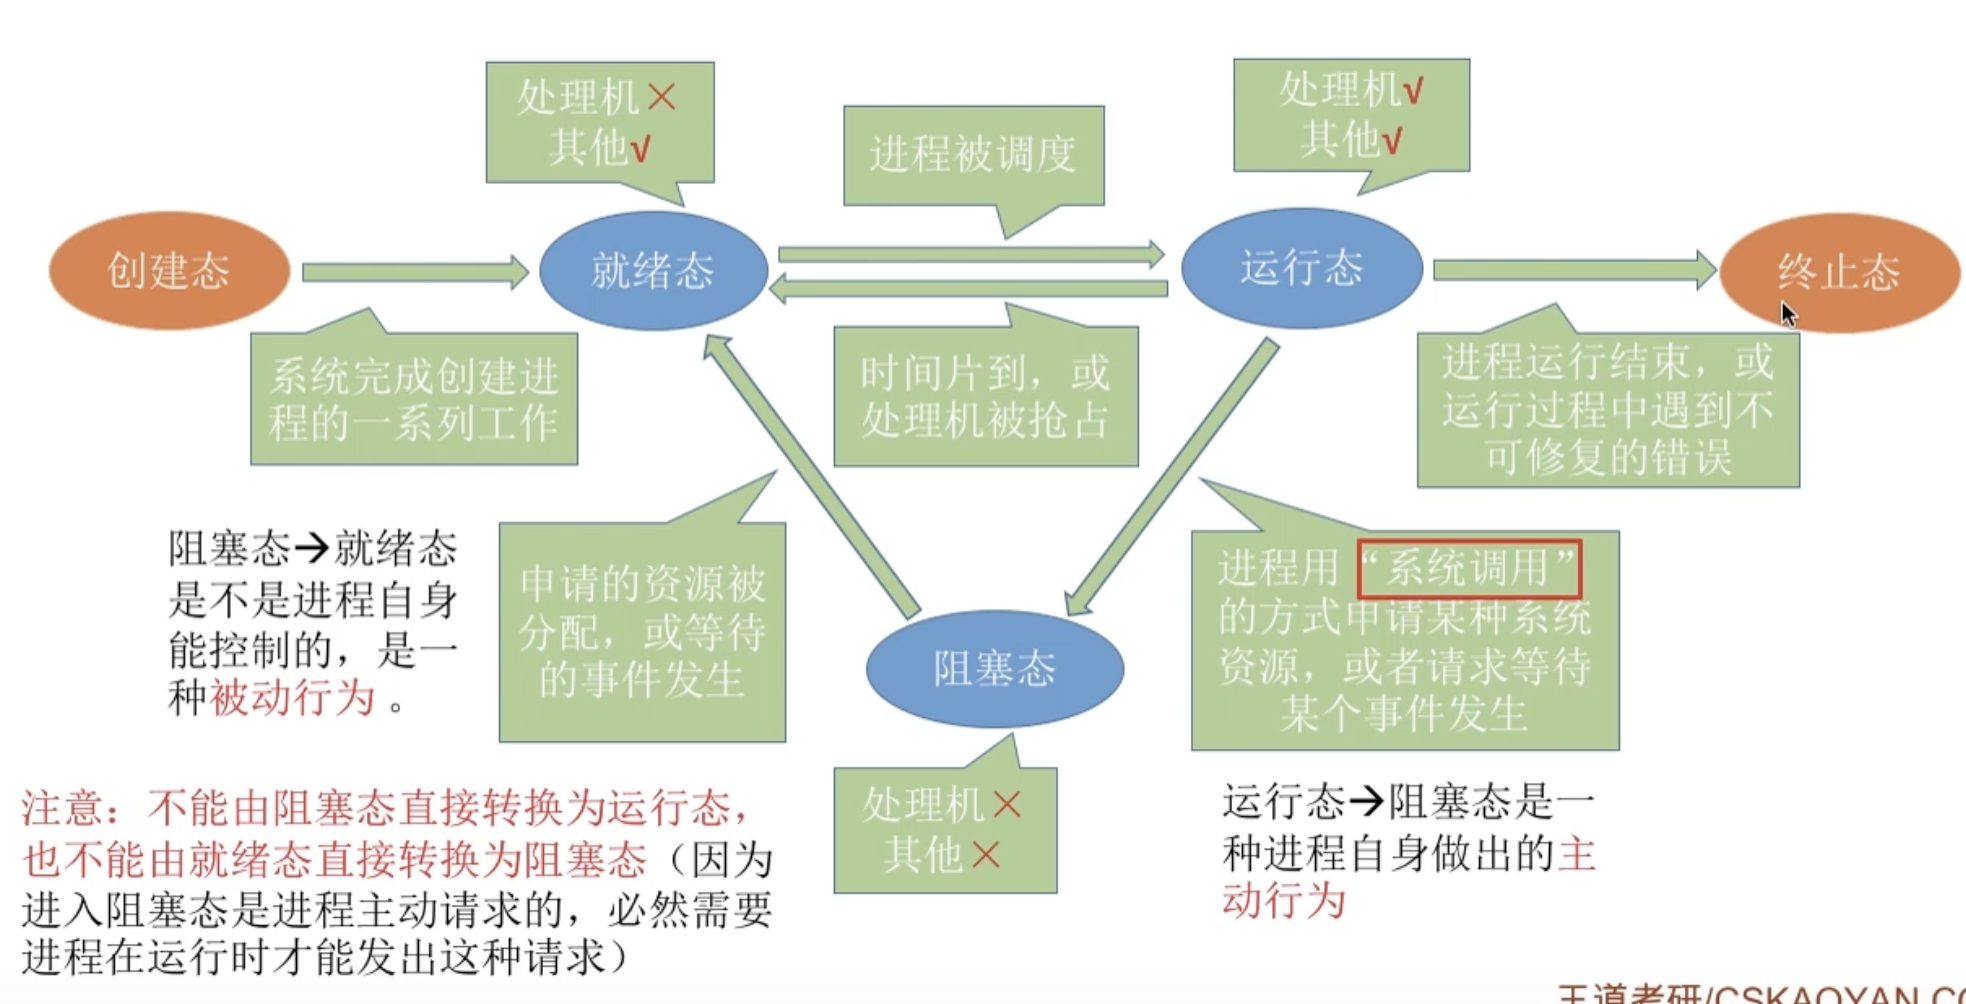 处理机×
其他√
进程被调度
处理机√
其他√
创建态
就绪态
运行态
终止态
系统完成创建进
程的一系列工作
时间片到，或
处理机被抢占
进程运行结束，或
运行过程中遇到不
可修复的错误
阻塞态→就绪态
是不是进程自身
能控制的，是一
种被动行为 。
申请的资源被
分配，或等待
的事件发生
阻塞态
进程用“系统调用”
的方式申请某种系统
资源，或者请求等待
某个事件发生
处理机×
其他×
运行态→阻塞态是一
种进程自身做出的主
动行为
注意：不能由阻塞态直接转换为运行态，
也不能由就绪态直接转换为阻塞态（因为
进入阻塞态是进程主动请求的，必然需要
进程在运行时才能发出这种请求）
王道考研/CSKAOYAN.CO